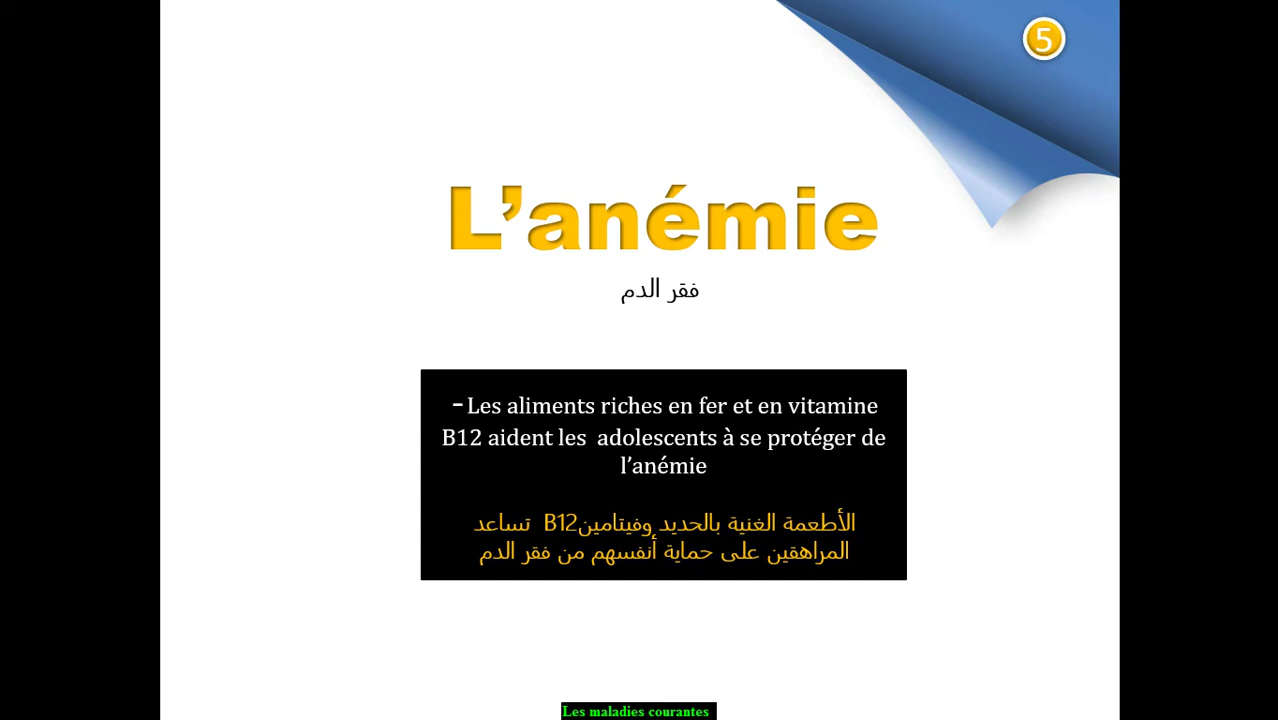 5
L’anémie
فقر الدم
-Les aliments riches en fer et en vitamine
B12 aident les adolescents à se protéger de
l’anémie
الأطعمة الغنية بالحديد وفيتامينB12 تساعد
المراهقين على حماية أنفسهم من فقر الدم
Les maladies courantes